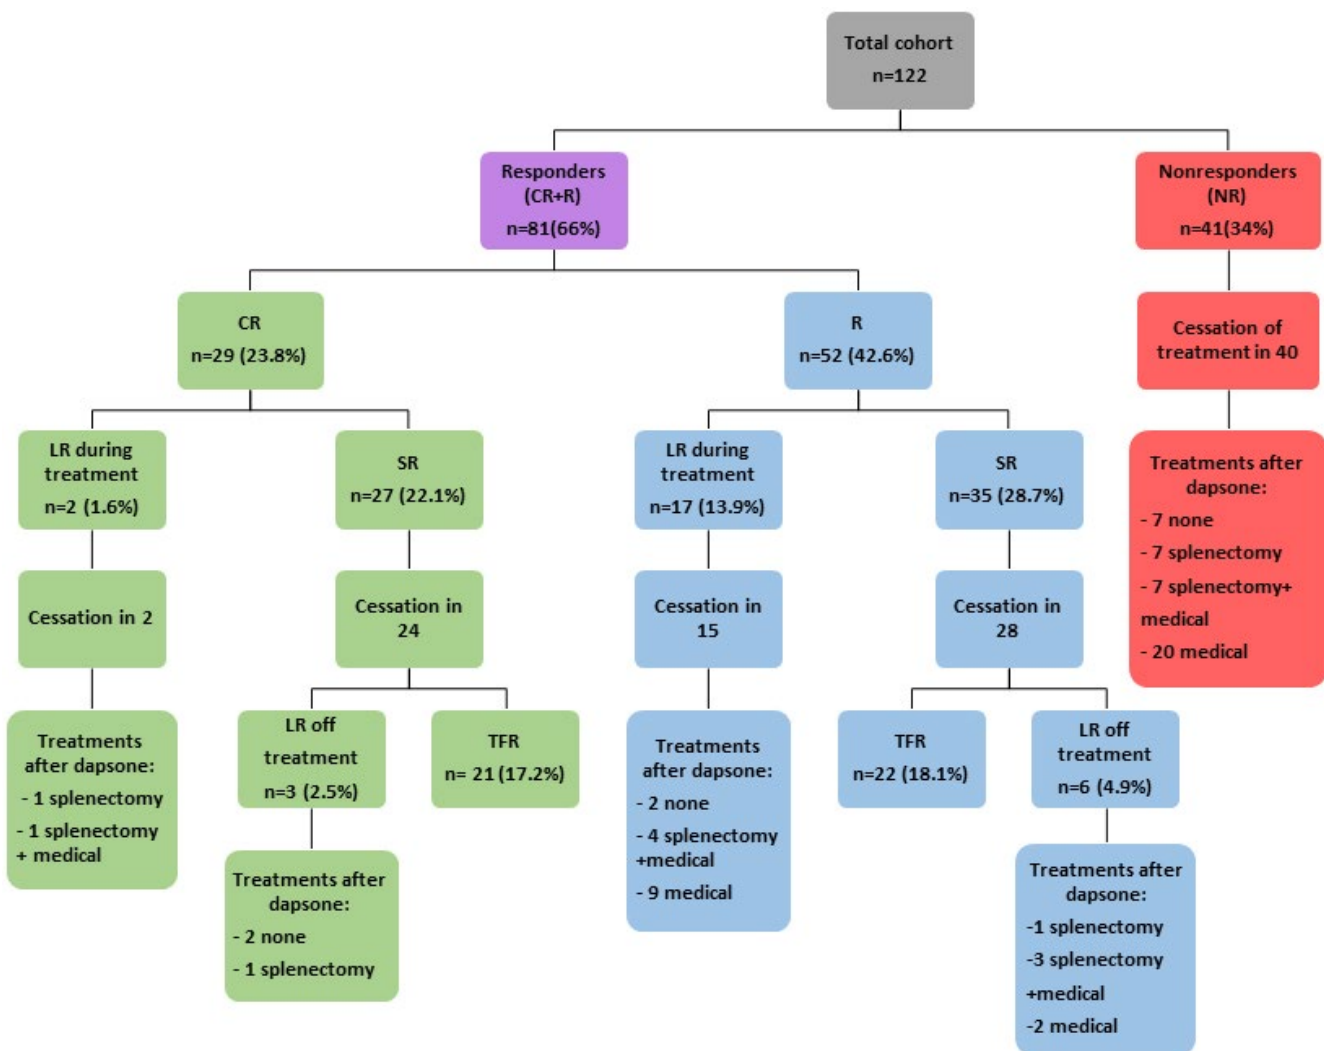 Total cohort
n=122
Responders
(CR+R)
n=81(66%)
Nonresponders
(NR)
n=41(34%)
CR
n=29 (23.8%)
R
n=52 (42.6%)
Cessation of
treatment in 40
LR during
treatment
n=2 (1.6%)
SR
n=27 (22.1%)
LR during
treatment
n=17 (13.9%)
SR
n=35 (28.7%)
Treatments after
dapsone:
- 7 none
- 7 splenectomy
- 7 splenectomy+
medical
- 20 medical
Cessation in 2
Cessation in
24
Cessation in
15
Cessation in
28
Treatments
after dapsone:
- 1 splenectomy
- 1 splenectomy
+ medical
LR off
treatment
n=3 (2.5%)
TFR
n= 21 (17.2%)
Treatments
after dapsone:
- 2 none
- 4 splenectomy
+medical
- 9 medical
TFR
n=22 (18.1%)
LR off
treatment
n=6 (4.9%)
Treatments after
dapsone:
- 2 none
- 1 splenectomy
Treatments after
dapsone:
-1 splenectomy
-3 splenectomy
+medical
-2 medical